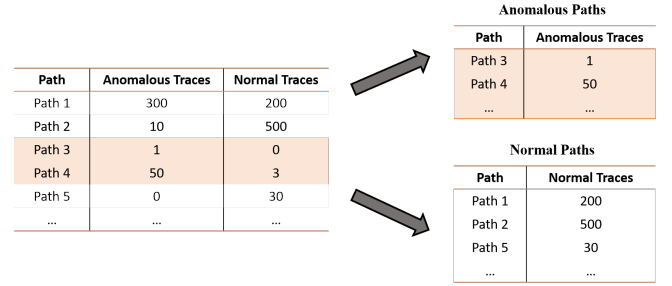 Anomalous Paths
Path Anomalous Traces
Path 3 1
Path 4 50
... ...
Path Anomalous Traces Normal Traces
Path 1 300 200
Path 2 10 500
Path 3 1 0
Path 4 50 3
Path 5 0 30
... ... ...
Normal Paths
Path Normal Traces
Path 1 200
Path 2 500
Path 5 30
... ...